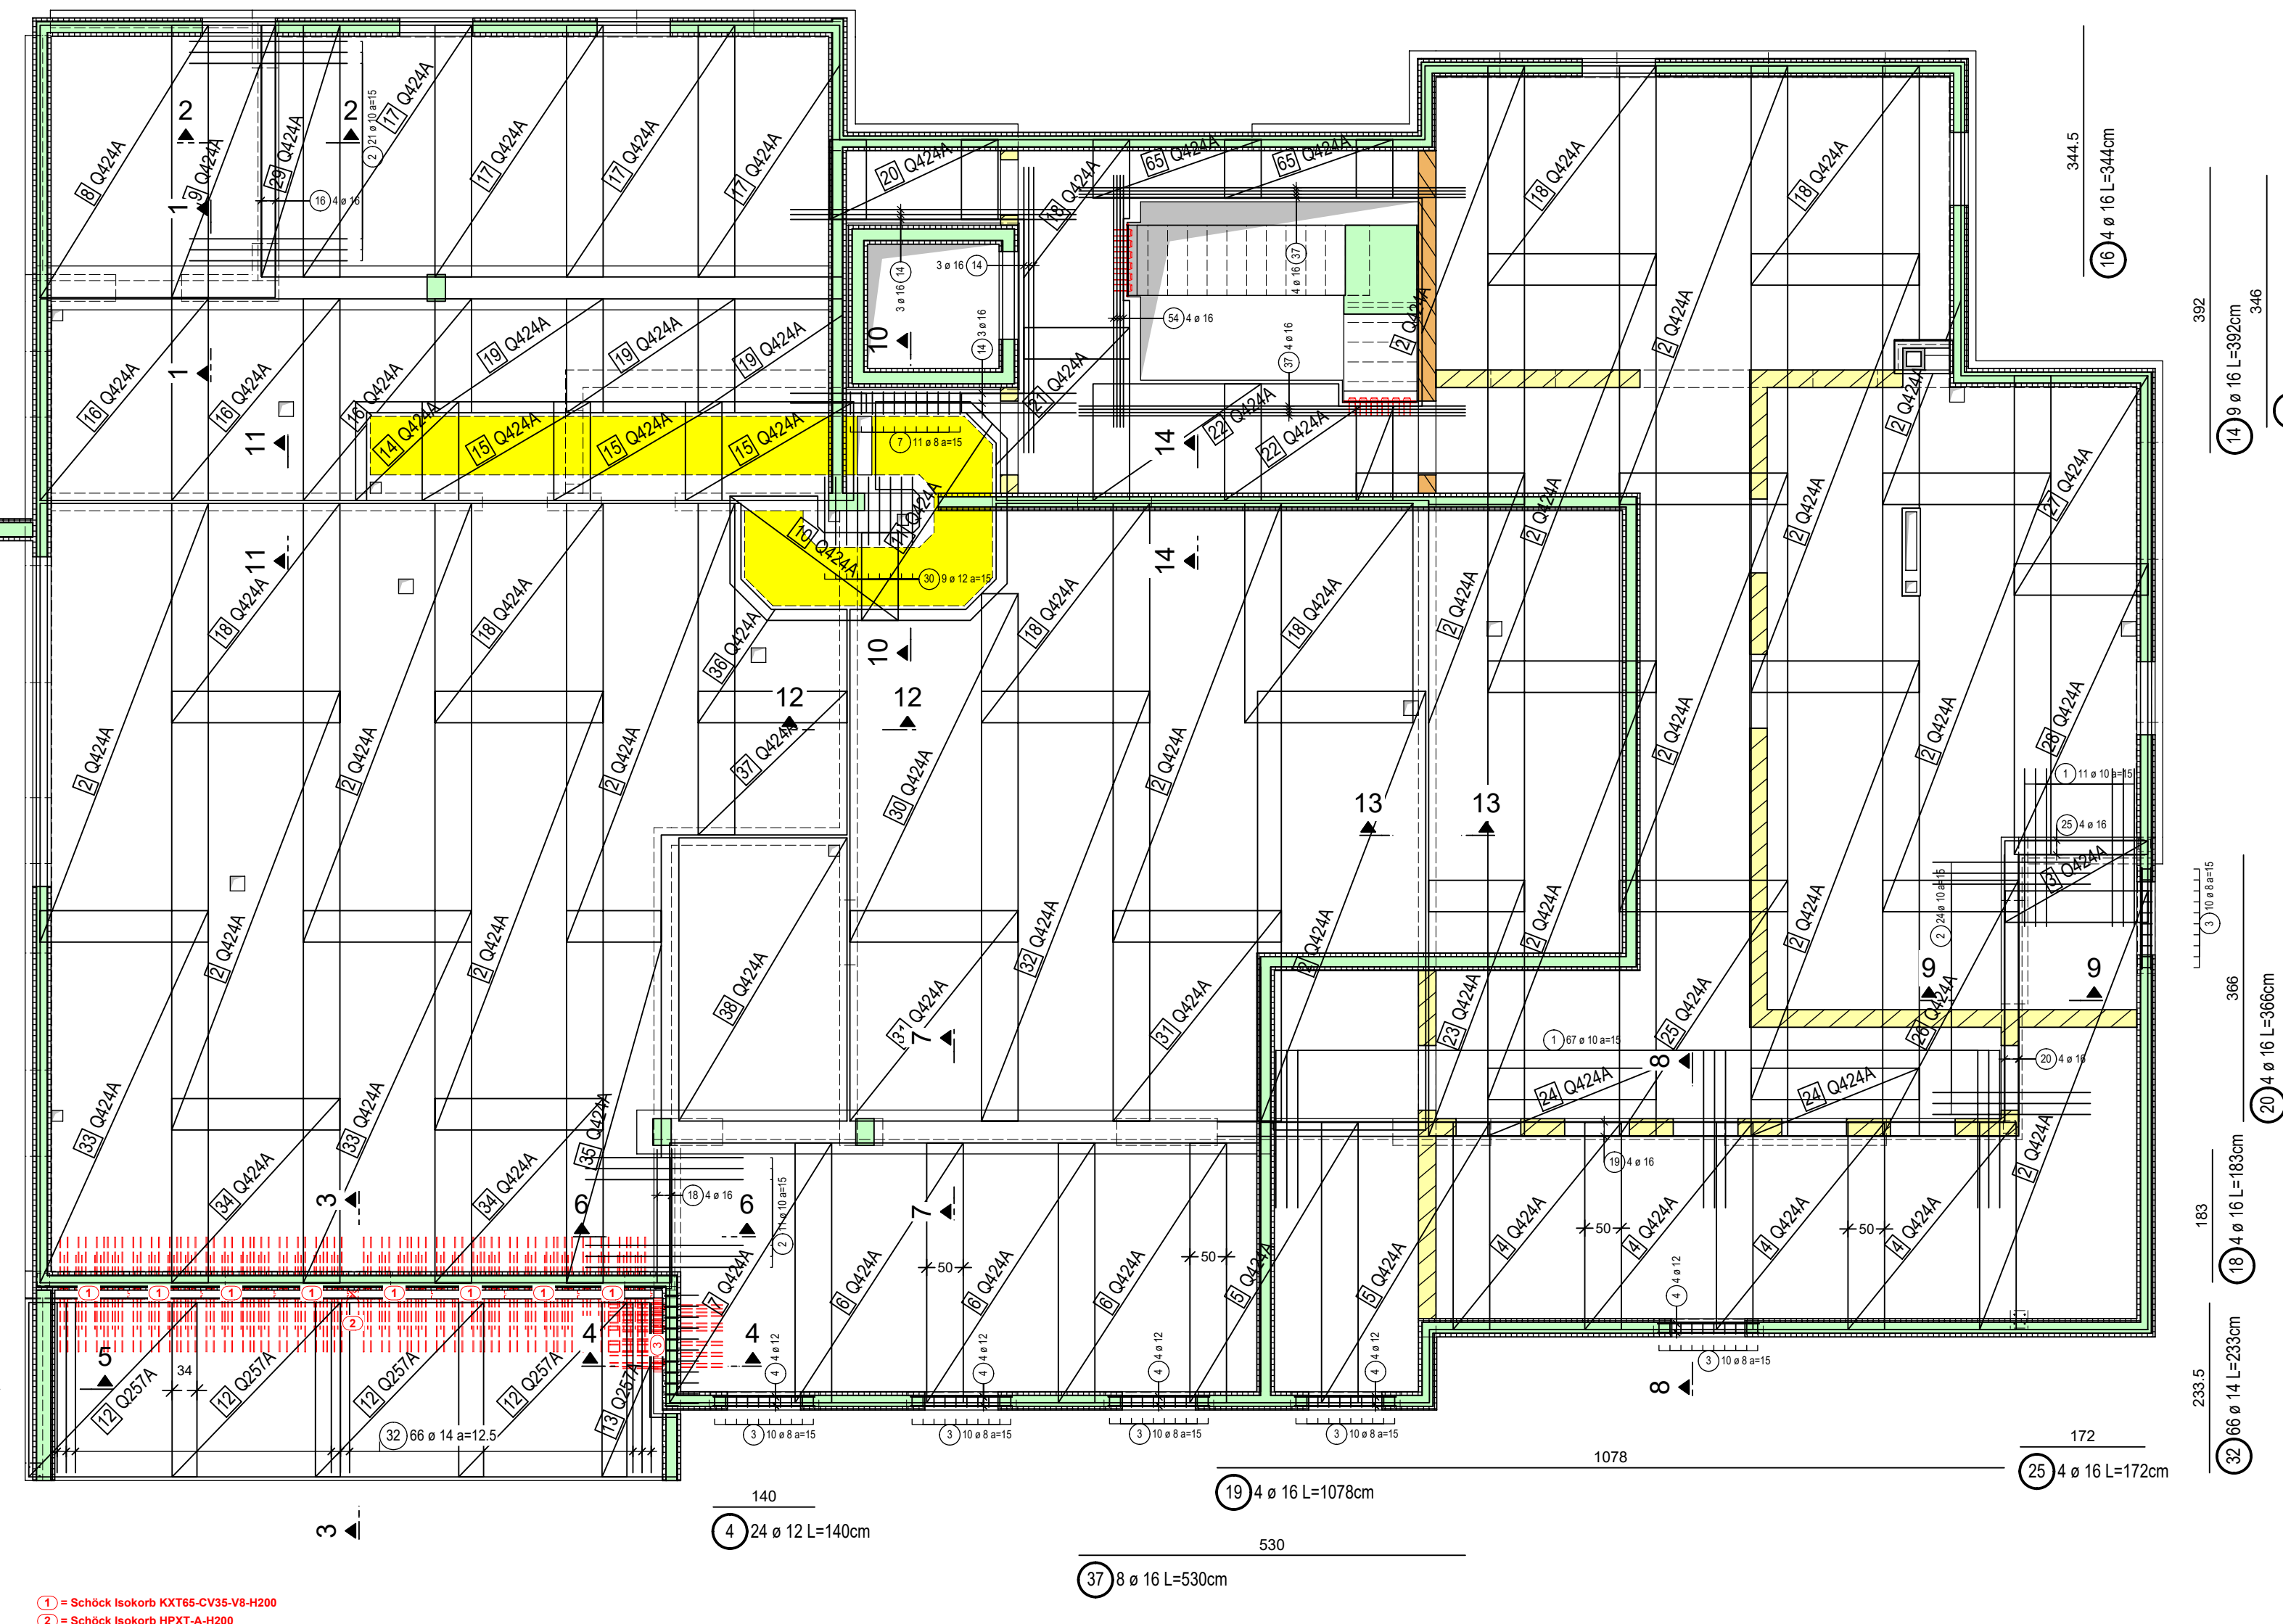 2
2
8 Q424A
9 Q424A
29 Q424A
17 Q424A
17 Q424A
17 Q424A
17 Q424A
2 21 ø 10 a=15
16 4 ø 16
1
1
20 Q424A
18 Q424A
65 Q424A
65 Q424A
18 Q424A
18 Q424A
344.5
16 4 ø 16 L=344cm
392
14 9 ø 16 L=392cm
346
3 ø 16 14
3 ø 16 14
14 3 ø 16
4 ø 16 37
54 4 ø 16
37 4 ø 16
10
2 Q424A
2 Q424A
2 Q424A
16 Q424A
16 Q424A
16 Q424A
19 Q424A
19 Q424A
19 Q424A
21 Q424A
22 Q424A
22 Q424A
14 Q424A
15 Q424A
15 Q424A
15 Q424A
7 11 ø 8 a=15
11
11
14
14
10 Q424A
11 Q424A
30 9 ø 12 a=15
2 Q424A
2 Q424A
27 Q424A
18 Q424A
18 Q424A
36 Q424A
10
18 Q424A
18 Q424A
2 Q424A
12
12
37 Q424A
2 Q424A
2 Q424A
2 Q424A
30 Q424A
2 Q424A
2 Q424A
2 Q424A
28 Q424A
13
13
1 11 ø 10 a=15
25 4 ø 16
3 Q424A
2 24 ø 10 a=15
3 10 ø 8 a=15
2 Q424A
2 Q424A
38 Q424A
32 Q424A
2 Q424A
2 Q424A
2 Q424A
9
9
31 Q424A
31 Q424A
7
23 Q424A
25 Q424A
26 Q424A
1 67 ø 10 a=15
8
24 Q424A
24 Q424A
20 4 ø 16
366
20 4 ø 16 L=366cm
33 Q424A
33 Q424A
35 Q424A
34 Q424A
34 Q424A
3
6
6
18 4 ø 16
2 11 ø 10 a=15
7
19 4 ø 16
2 Q424A
183
18 4 ø 16 L=183cm
7 Q424A
6 Q424A
6 Q424A
6 Q424A
5 Q424A
5 Q424A
4 Q424A
4 Q424A
4 Q424A
4 Q424A
50
50
50
50
1
1
1
1
1
1
1
1
2
3
4
4
5
34
12 Q257A
12 Q257A
12 Q257A
12 Q257A
13 Q257A
32 66 ø 14 a=12.5
4 4 ø 12
4 4 ø 12
4 4 ø 12
4 4 ø 12
4 4 ø 12
3 10 ø 8 a=15
3 10 ø 8 a=15
3 10 ø 8 a=15
3 10 ø 8 a=15
3 10 ø 8 a=15
8
233.5
32 66 ø 14 L=233cm
172
25 4 ø 16 L=172cm
1078
19 4 ø 16 L=1078cm
140
4 24 ø 12 L=140cm
3
530
37 8 ø 16 L=530cm
1 = Schöck Isokorb KXT65-CV35-V8-H200
2 = Schöck Isokorb HPXT-A-H200